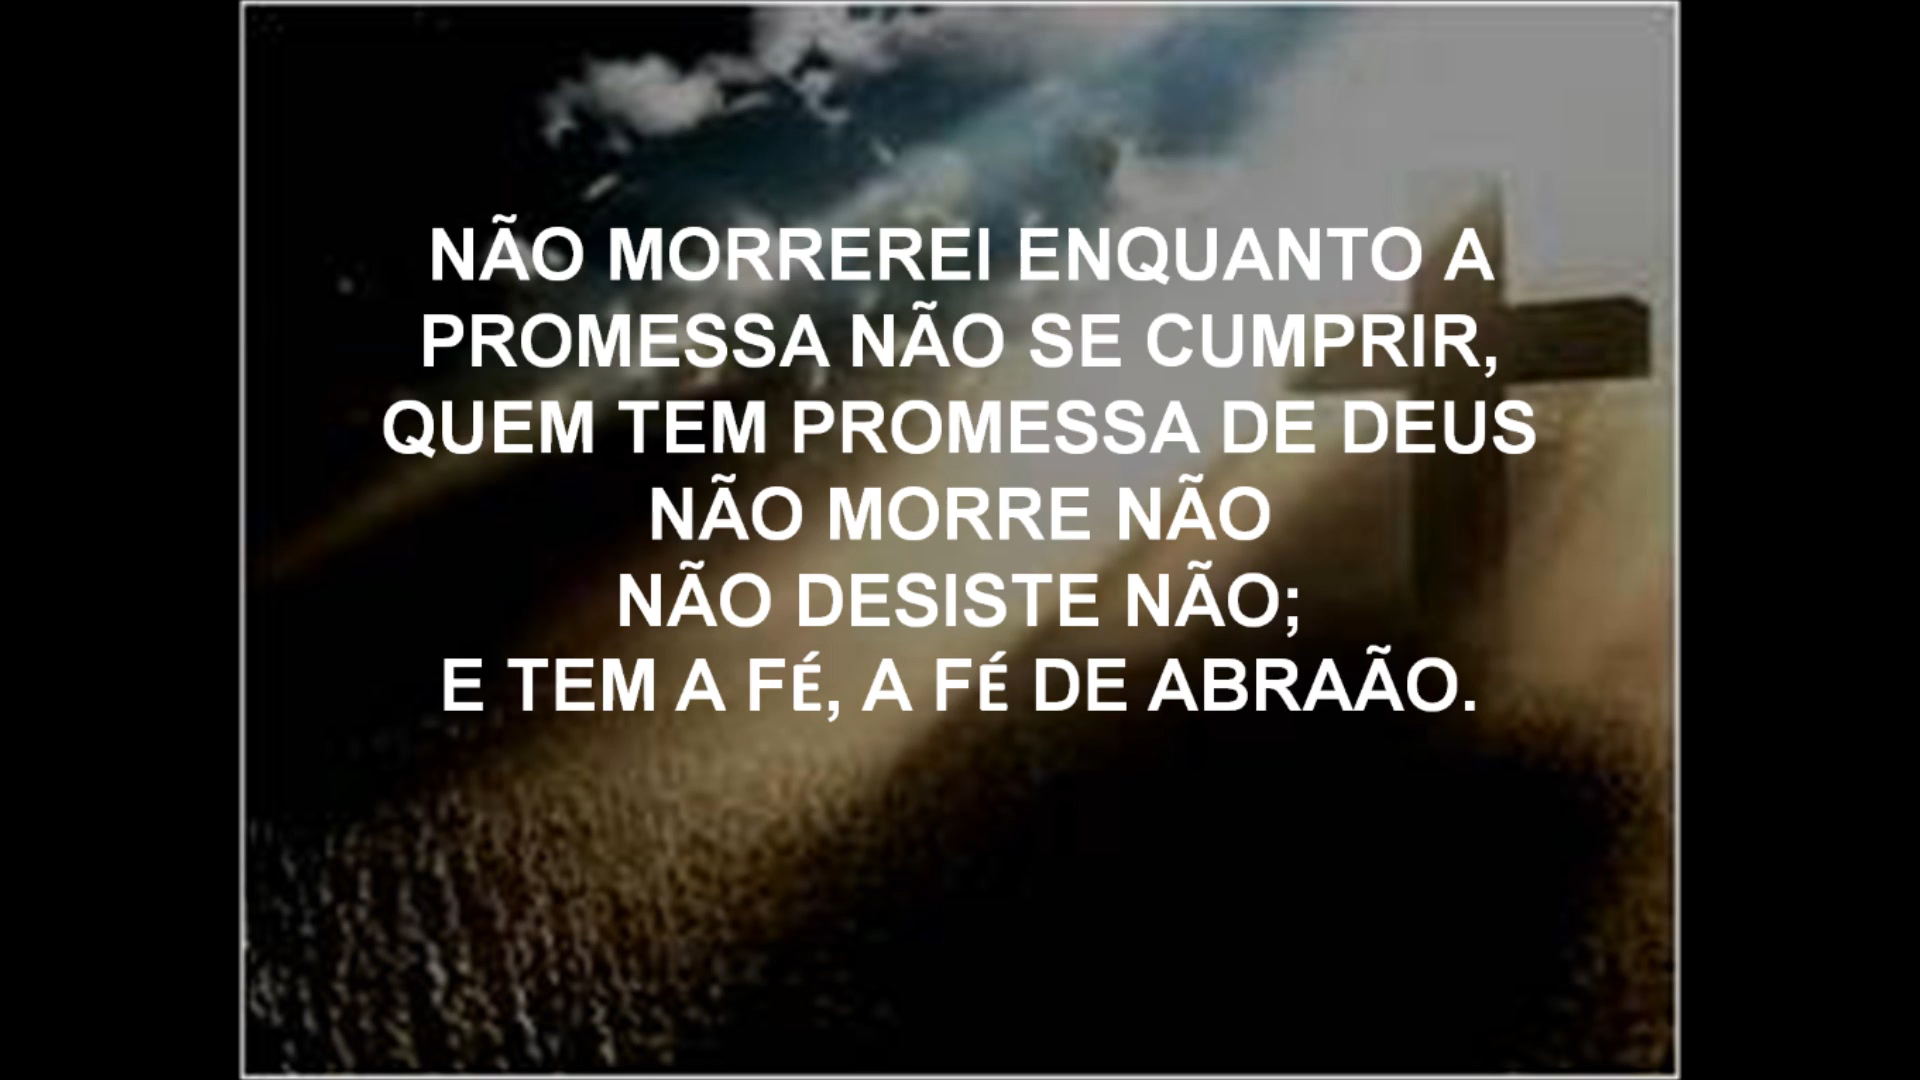 NÃO MORREREI ENQUANTO A
PROMESSA NÃO SE CUMPRIR,
QUEM TEM PROMESSA DE DEUS
NÃO MORRE NÃO
NÃO DESISTE NÃO;
E TEM A FÉ, A FÉ DE ABRAÃO.